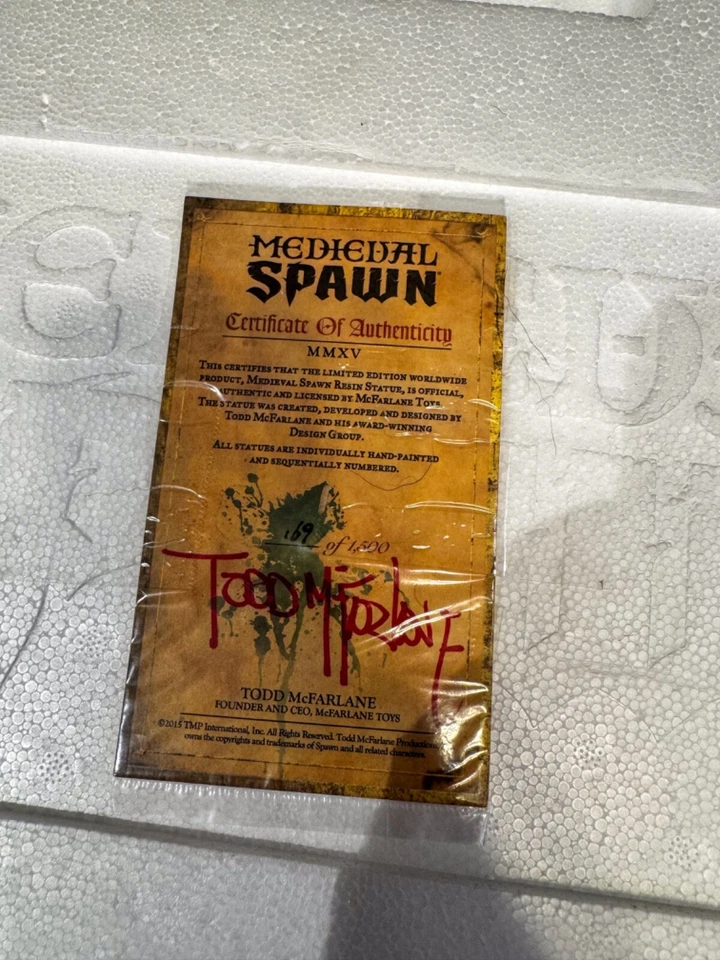 MEDIEVAL
SPAWN
Certificate Of Authenticity
MMXV
THIS CERTIFIES THAT THE LIMITED EDITION WORLDWIDE
PRODUCT, MEDIEVAL SPAWN RESIN STATUE, IS OFFICIAL,
AUTHENTIC AND LICENSED BY MCFARLANE TOYS.
THE STATUE WAS CREATED, DEVELOPED AND DESIGNED BY
TODD MCFARLANE AND HIS AWARD-WINNING
DESIGN GROUP.
ALL STATUES ARE INDIVIDUALLY HAND-PAINTED
AND SEQUENTIALLY NUMBERED.
69 of 1,500
TODD McFARLANE
TODD McFARLANE
FOUNDER AND CEO, McFARLANE TOYS
©2015 TMP International, Inc. All Rights Reserved. Todd McFarlane Productions
owns the copyrights and trademarks of Spawn and all related characters.